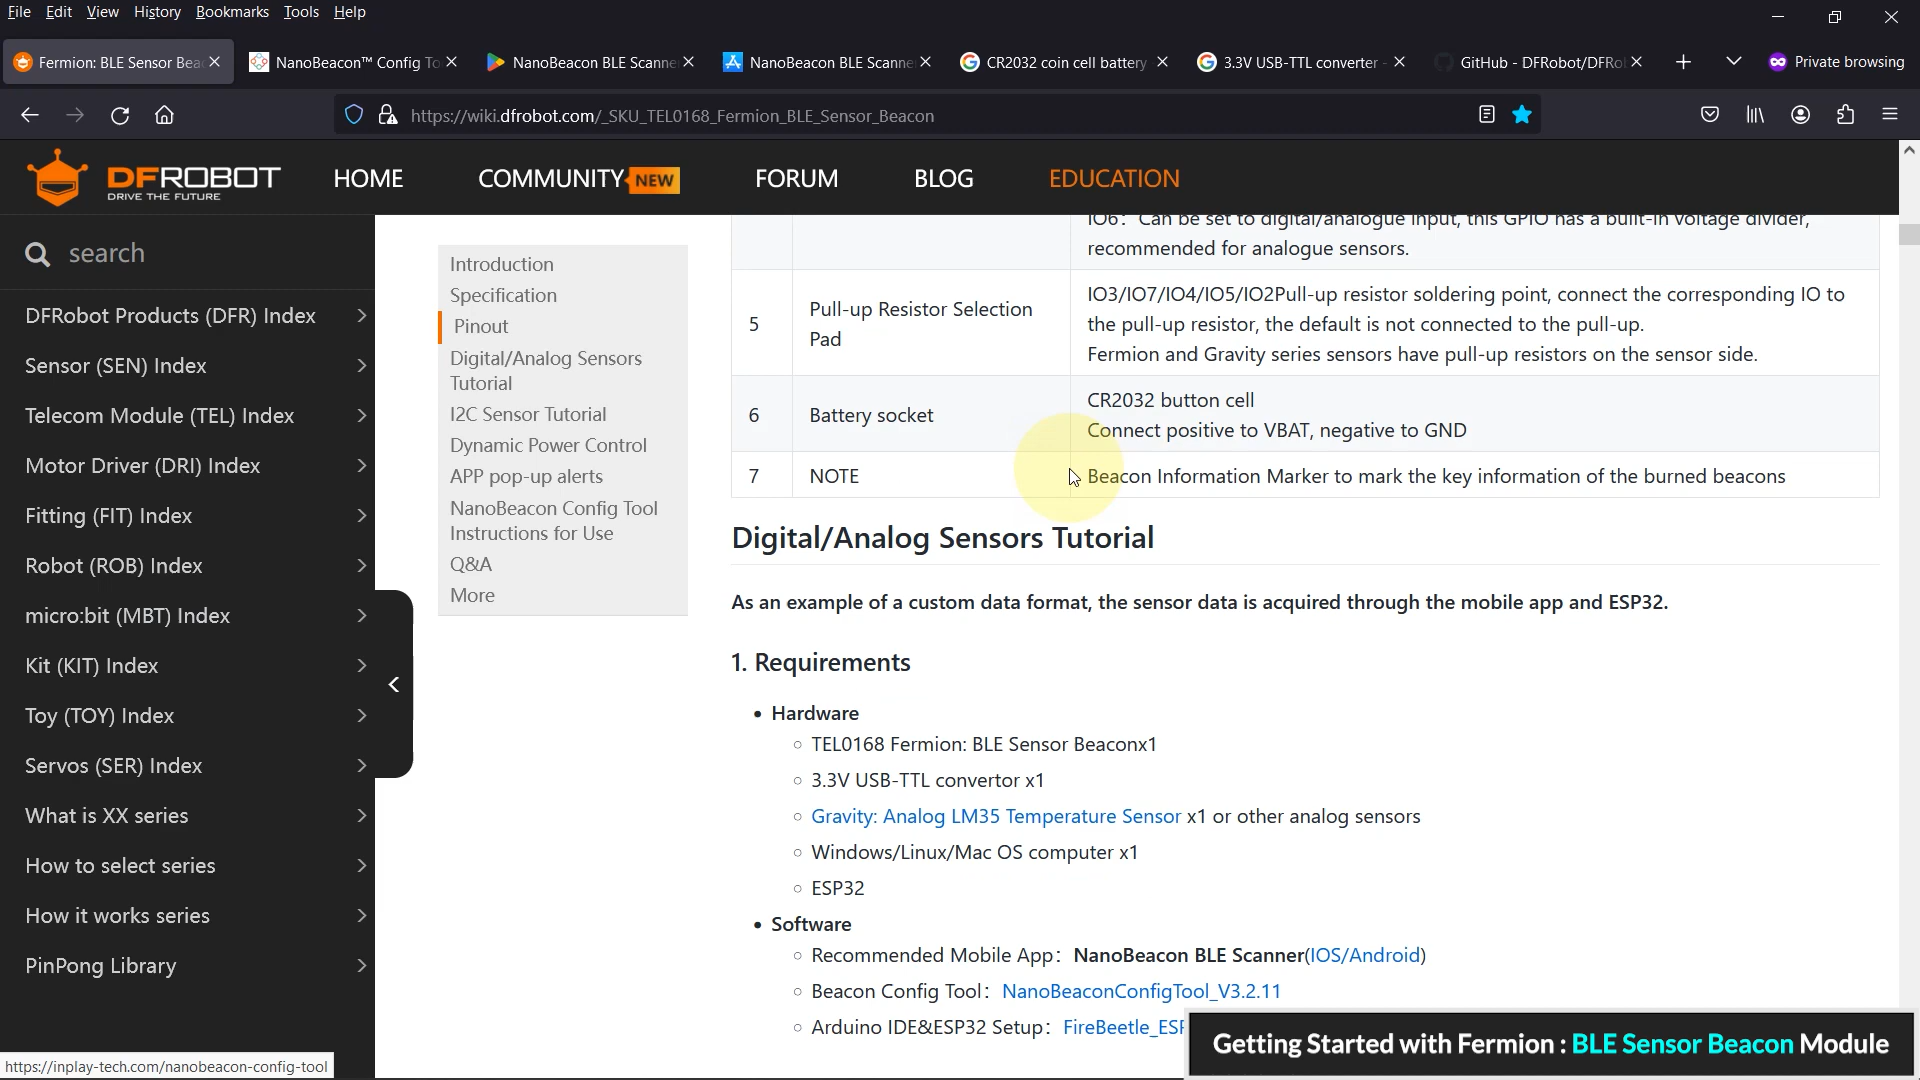 File Edit View History Bookmarks Tools Help
Fermion: BLE Sensor Bea
NanoBeacon™ Config To
NanoBeacon BLE Scanne
NanoBeacon BLE Scanne
CR2032 coin cell battery
3.3V USB-TTL converter -
GitHub - DFRobot/DFRo
Private browsing
https://wiki.dfrobot.com/_SKU_TEL0168_Fermion_BLE_Sensor_Beacon
DFROBOT
DRIVE THE FUTURE
HOME
COMMUNITY NEW
FORUM
BLOG
EDUCATION
search
DFRobot Products (DFR) Index
Sensor (SEN) Index
Telecom Module (TEL) Index
Motor Driver (DRI) Index
Fitting (FIT) Index
Robot (ROB) Index
micro:bit (MBT) Index
Kit (KIT) Index
Toy (TOY) Index
Servos (SER) Index
What is XX series
How to select series
How it works series
PinPong Library
https://inplay-tech.com/nanobeacon-config-tool
Introduction
Specification
Pinout
Digital/Analog Sensors
Tutorial
I2C Sensor Tutorial
Dynamic Power Control
APP pop-up alerts
NanoBeacon Config Tool
Instructions for Use
Q&A
More
IO6: Can be set to digital/analogue input, this GPIO has a built-in voltage divider,
recommended for analogue sensors.
5
Pull-up Resistor Selection
Pad
IO3/IO7/IO4/IO5/IO2Pull-up resistor soldering point, connect the corresponding IO to
the pull-up resistor, the default is not connected to the pull-up.
Fermion and Gravity series sensors have pull-up resistors on the sensor side.
6
Battery socket
CR2032 button cell
Connect positive to VBAT, negative to GND
7
NOTE
Beacon Information Marker to mark the key information of the burned beacons
Digital/Analog Sensors Tutorial
As an example of a custom data format, the sensor data is acquired through the mobile app and ESP32.
1. Requirements
• Hardware
○ TEL0168 Fermion: BLE Sensor Beaconx1
○ 3.3V USB-TTL convertor x1
○ Gravity: Analog LM35 Temperature Sensor x1 or other analog sensors
○ Windows/Linux/Mac OS computer x1
○ ESP32
• Software
○ Recommended Mobile App: NanoBeacon BLE Scanner(IOS/Android)
○ Beacon Config Tool: NanoBeaconConfigTool_V3.2.11
○ Arduino IDE&ESP32 Setup: FireBeetle_ESP
Getting Started with Fermion : BLE Sensor Beacon Module